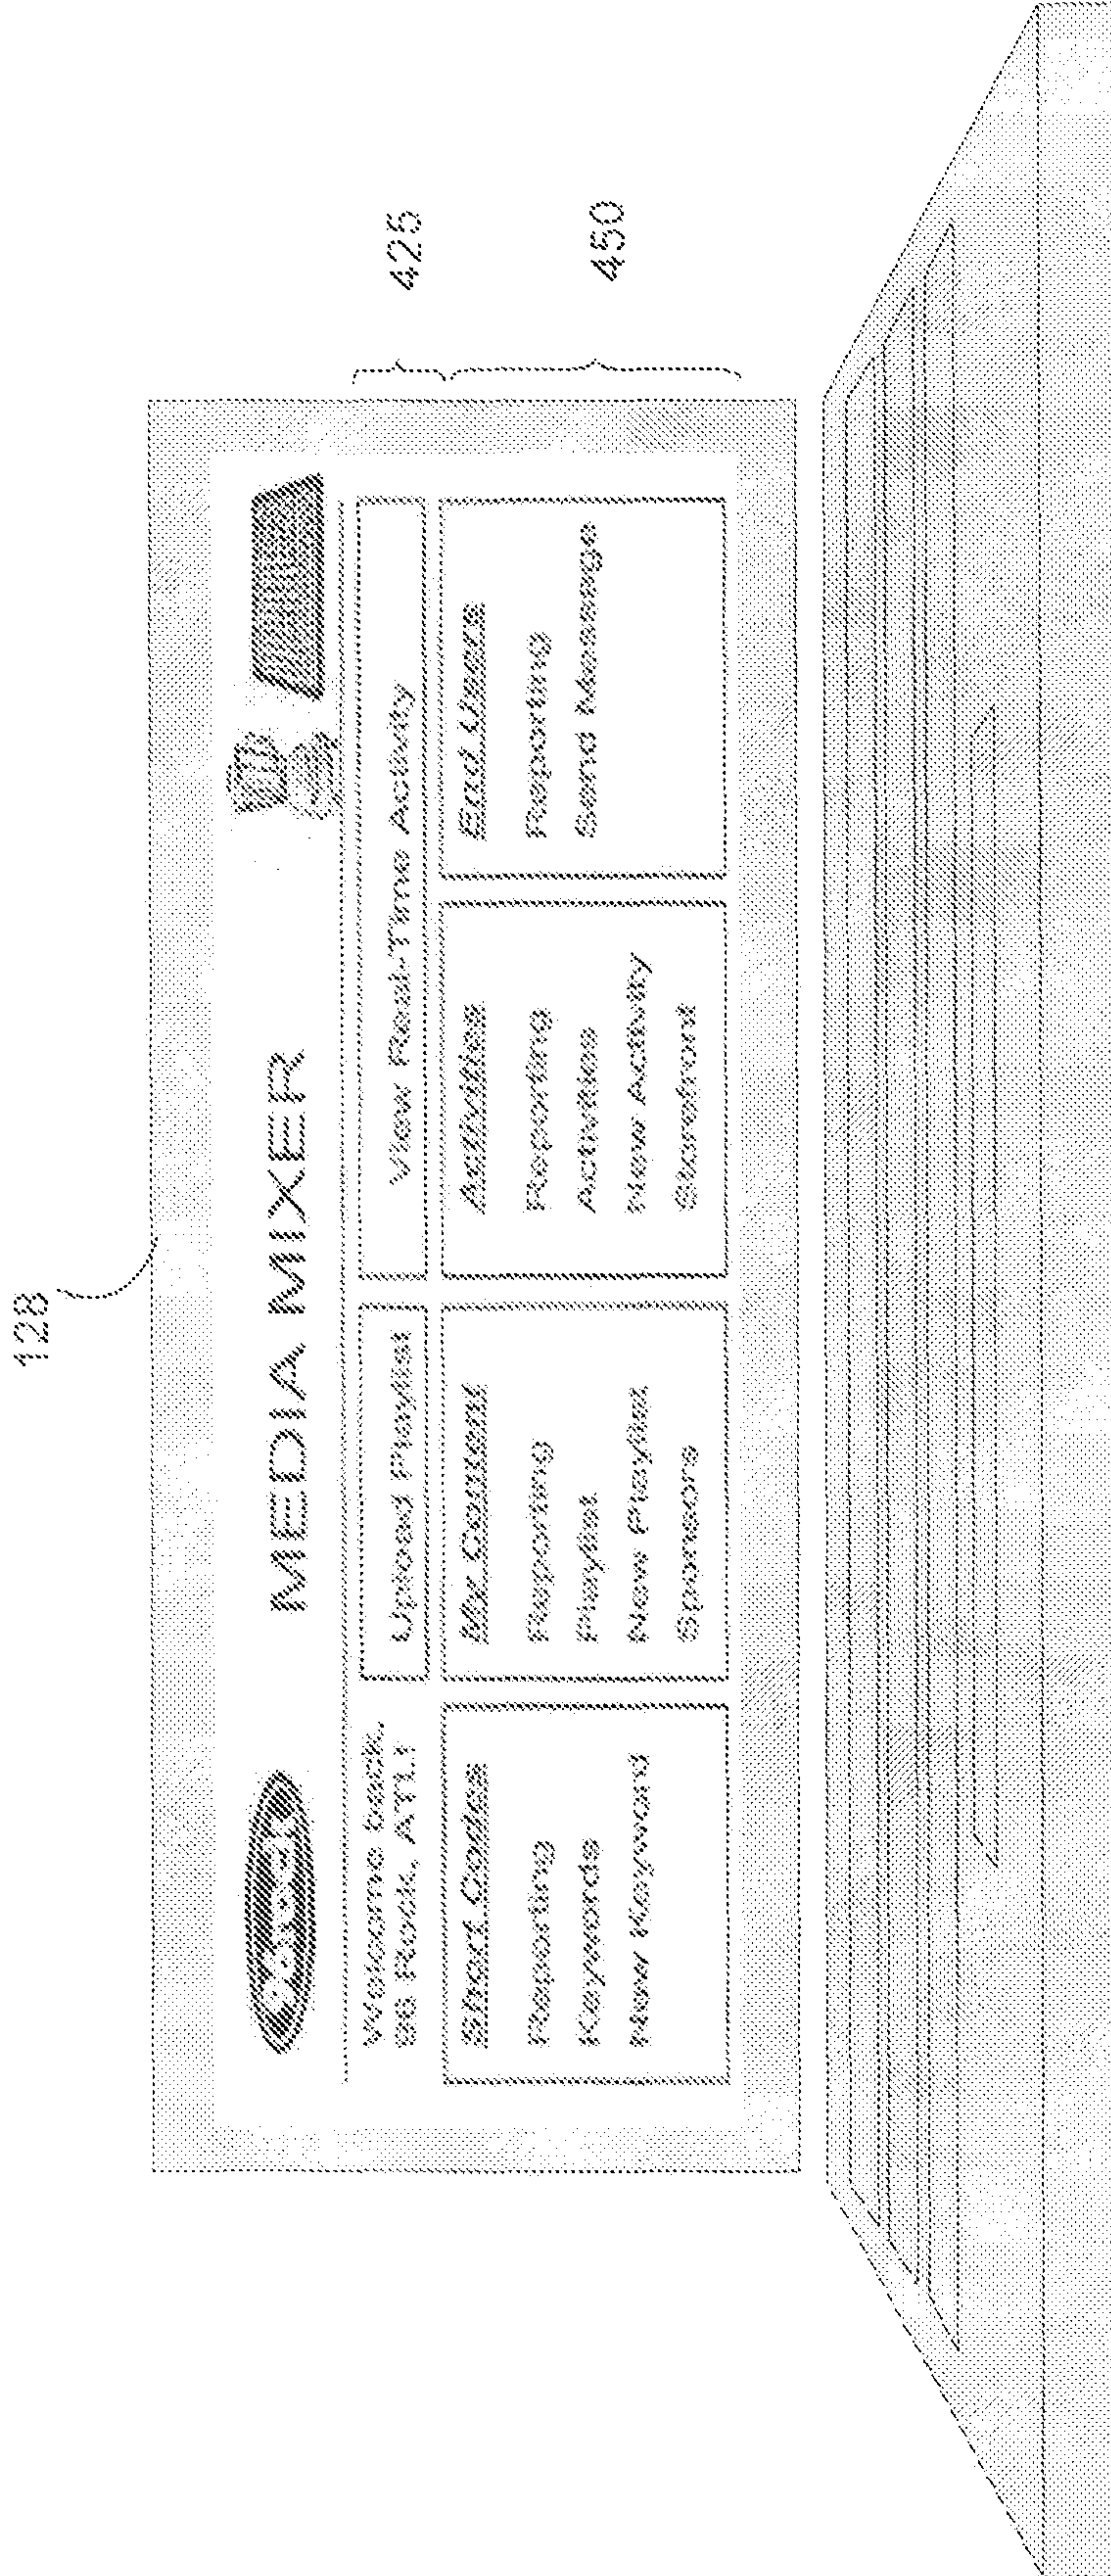 128
MEDIA MIXER
Welcome back,
96 Rock, ATL!
Upload Playlist
View Real-Time Activity
425
Short Codes
Reporting
Keywords
New Keyword
My Content
Reporting
Playlist
New Playlist
Sponsors
Activities
Reporting
Activities
New Activity
Storefront
End Users
Reporting
Send Message
450